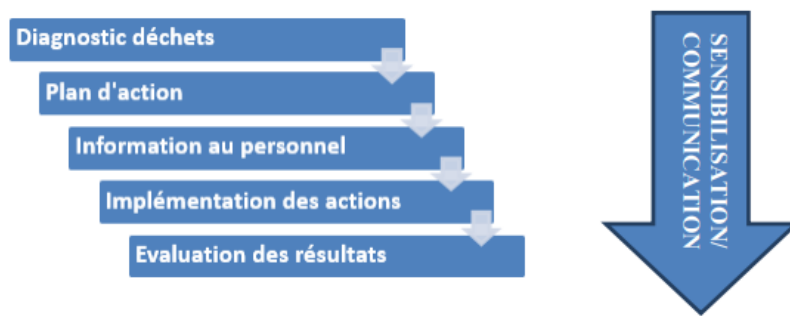 Diagnostic déchets
Plan d'action
Information au personnel
Implémentation des actions
Evaluation des résultats
SENSIBILISATION/
COMMUNICATION